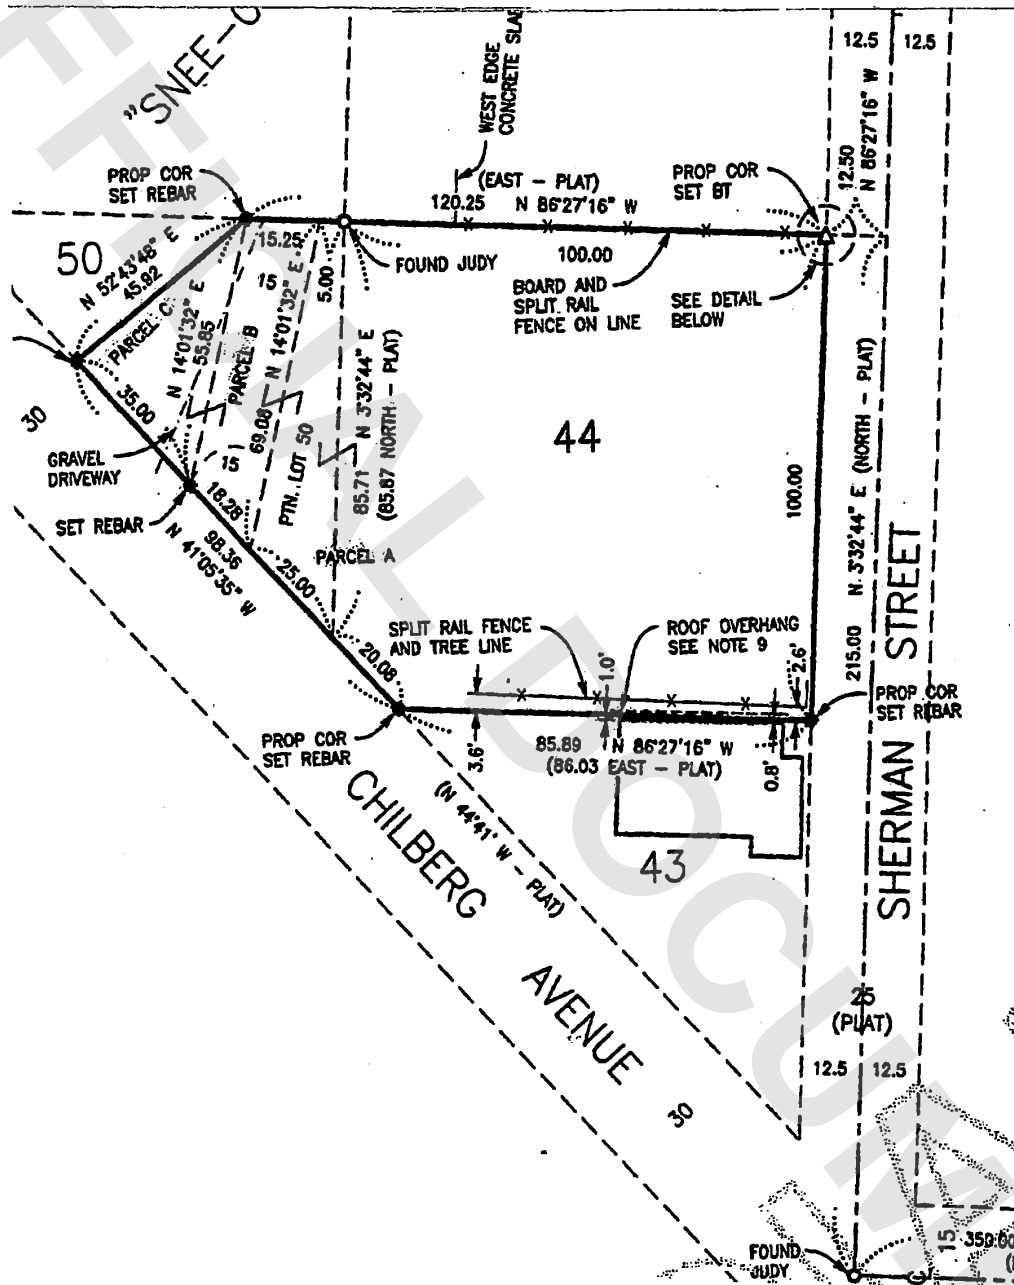 "SNEE-O
WEST EDGE
CONCRETE SLAB
12.5
12.5
N 86°27'16" W
12.50
PROP COR
SET REBAR
(EAST - PLAT)
120.25 N 86°27'16" W
PROP COR
SET BT
50
N 52°43'48" E
45.92
15.25
15
5.00
FOUND JUDY
100.00
BOARD AND
SPLIT RAIL
FENCE ON LINE
SEE DETAIL
BELOW
PARCEL C
N 14°01'32" E
55.85
PARCEL B
N 14°01'32" E
69.08
PTN. LOT 50
N 3°32'44" E
85.71
(85.87 NORTH - PLAT)
44
100.00
215.00 N 3°32'44" E (NORTH - PLAT)
SHERMAN STREET
30
35.00
GRAVEL
DRIVEWAY
15
SET REBAR
18.28
98.36
N 41°05'35" W
25.00
PARCEL A
20.08
SPLIT RAIL FENCE
AND TREE LINE
ROOF OVERHANG
SEE NOTE 9
1.0'
2.6'
PROP COR
SET REBAR
PROP COR
SET REBAR
3.6'
85.89 N 86°27'16" W
(86.03 EAST - PLAT)
0.8'
(N 44°41' W - PLAT)
43
CHILBERG
AVENUE
30
25
(PLAT)
12.5
12.5
FOUND
JUDY
15
350.00
FFICIAL DOCUM